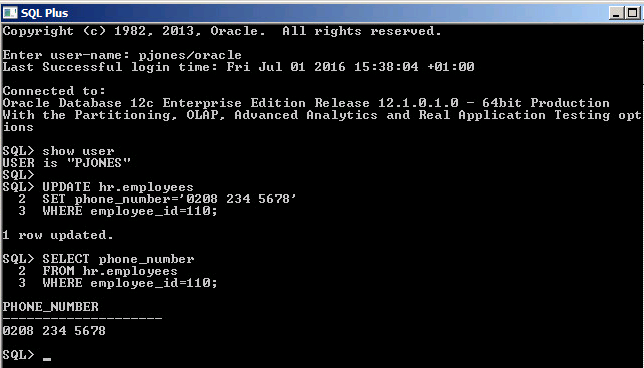 SQL Plus
Copyright (c) 1982, 2013, Oracle.  All rights reserved.
Enter user-name: pjones/oracle
Last Successful login time: Fri Jul 01 2016 15:38:04 +01:00
Connected to:
Oracle Database 12c Enterprise Edition Release 12.1.0.1.0 - 64bit Production
With the Partitioning, OLAP, Advanced Analytics and Real Application Testing opt
ions
SQL> show user
USER is "PJONES"
SQL>
SQL> UPDATE hr.employees
  2  SET phone_number='0208 234 5678'
  3  WHERE employee_id=110;
1 row updated.
SQL> SELECT phone_number
  2  FROM hr.employees
  3  WHERE employee_id=110;
PHONE_NUMBER
--------------------
0208 234 5678
SQL> _